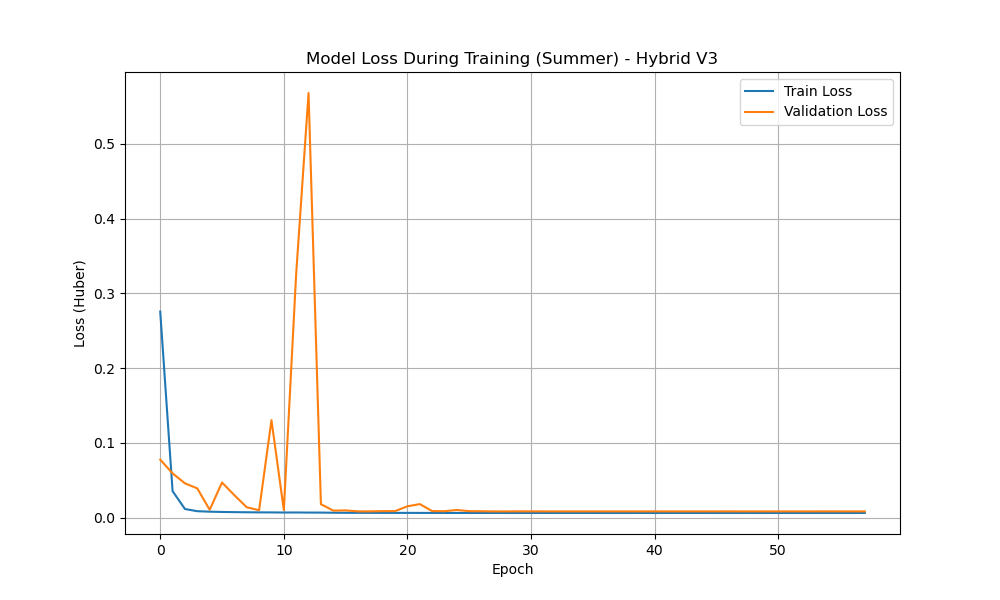 Model Loss During Training (Summer) - Hybrid V3
Train Loss
Validation Loss
Loss (Huber)
0.5
0.4
0.3
0.2
0.1
0.0
0 10 20 30 40 50
Epoch